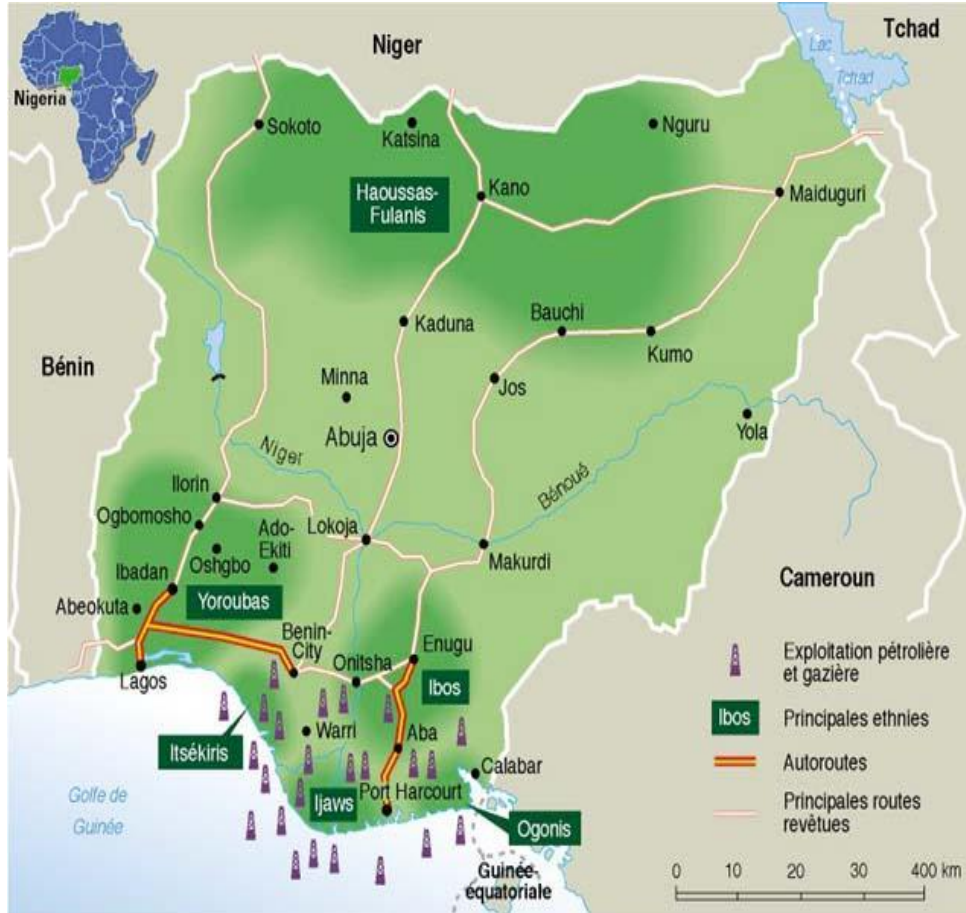 Niger
Tchad
Lac
Tchad
Nigeria
Sokoto
Katsina
Nguru
Haoussas-
Fulanis
Kano
Maiduguri
Kaduna
Bauchi
Kumo
Bénin
Minna
Jos
Abuja
Yola
Niger
Bénoué
Ilorin
Ogbomosho
Ado-
Ekiti
Lokoja
Oshgbo
Makurdi
Ibadan
Yoroubas
Cameroun
Abeokuta
Benin-
City
Enugu
Onitsha
Lagos
Ibos
Warri
Itsékiris
Aba
Calabar
Golfe de
Guinée
Ijaws
Port Harcourt
Ogonis
Guinée-
équatoriale
Exploitation pétrolière
et gazière
Ibos
Principales ethnies
Autoroutes
Principales routes
revètues
0 10 20 30 400 km